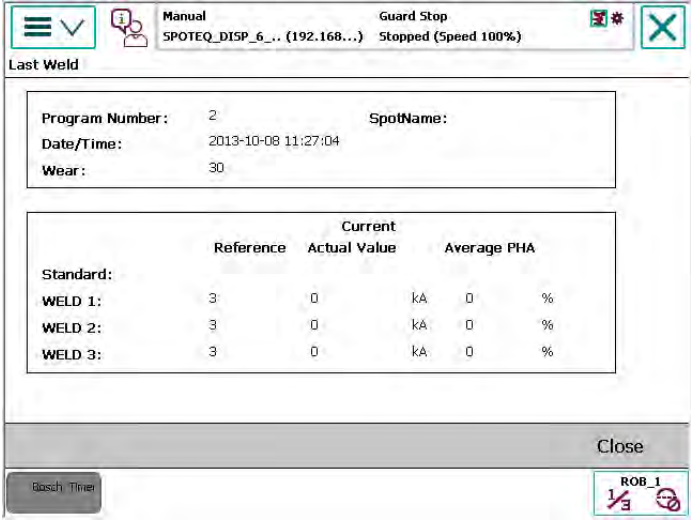 Manual Guard Stop
SPOTEQ_DISP_6_.. (192.168...) Stopped (Speed 100%)
Last Weld
Program Number: 2 SpotName:
Date/Time: 2013-10-08 11:27:04
Wear: 30
Current
Reference Actual Value Average PHA
Standard:
WELD 1: 3 0 kA 0 %
WELD 2: 3 0 kA 0 %
WELD 3: 3 0 kA 0 %
Close
Bosch Timer
ROB_1
1/3